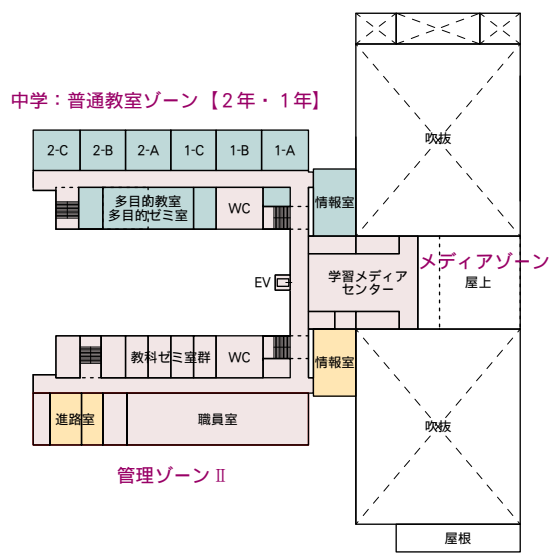 中学：普通教室ゾーン【２年・１年】
吹抜
2-C
2-B
2-A
1-C
1-B
1-A
多目的教室
多目的ゼミ室
WC
情報室
メディアゾーン
EV
学習メディア
センター
屋上
教科ゼミ室群
WC
情報室
進路室
職員室
吹抜
管理ゾーンⅡ
屋根